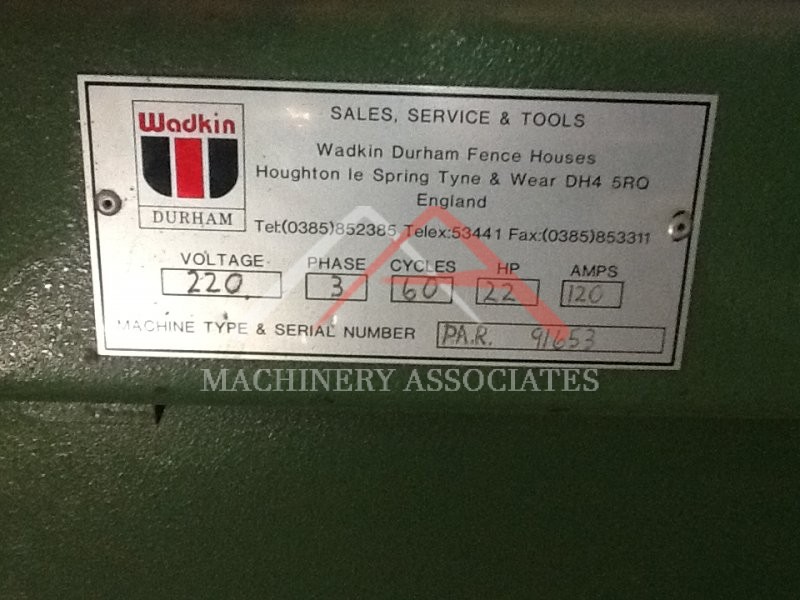 Wadkin
DURHAM
SALES, SERVICE & TOOLS
Wadkin Durham Fence Houses
Houghton le Spring Tyne & Wear DH4 5RQ
England
Tel:(0385)852385 Telex:53441 Fax:(0385)853311
VOLTAGE PHASE CYCLES HP AMPS
220 3 60 22 120
MACHINE TYPE & SERIAL NUMBER P.A.R. 91653
MACHINERY ASSOCIATES